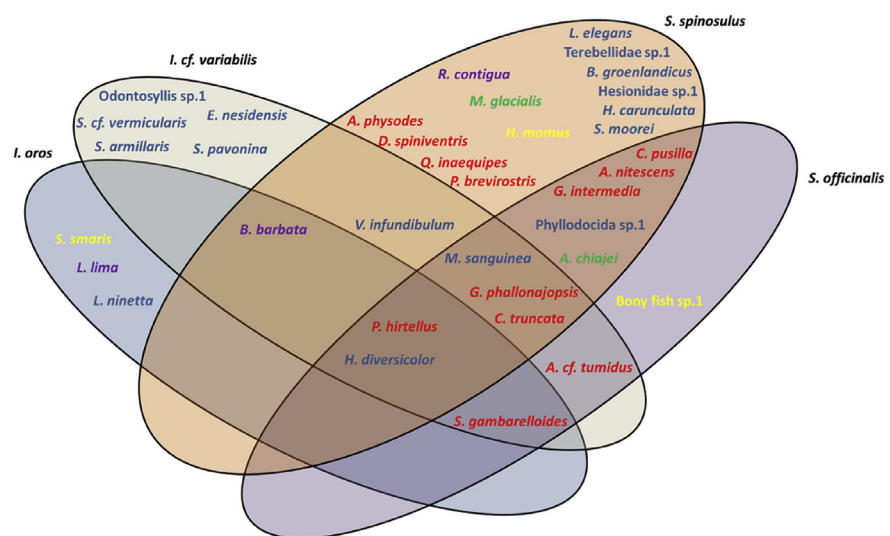 S. spinosulus
L. elegans
Terebellidae sp.1
I. cf. variabilis
R. contigua
B. groenlandicus
Odontosyllis sp.1
M. glacialis
Hesionidae sp.1
E. nesidensis
H. carunculata
S. cf. vermicularis
A. physodes
H. momus
S. moorei
D. spiniventris
S. armillaris
S. pavonina
I. oros
Q. inaequipes
C. pusilla
P. brevirostris
A. nitescens
S. officinalis
G. intermedia
B. barbata
V. infundibulum
Phyllodocida sp.1
S. smaris
M. sanguinea
A. chiajei
L. lima
G. phallonajopsis
L. ninetta
Bony fish sp.1
C. truncata
P. hirtellus
H. diversicolor
A. cf. tumidus
S. gambarelloides